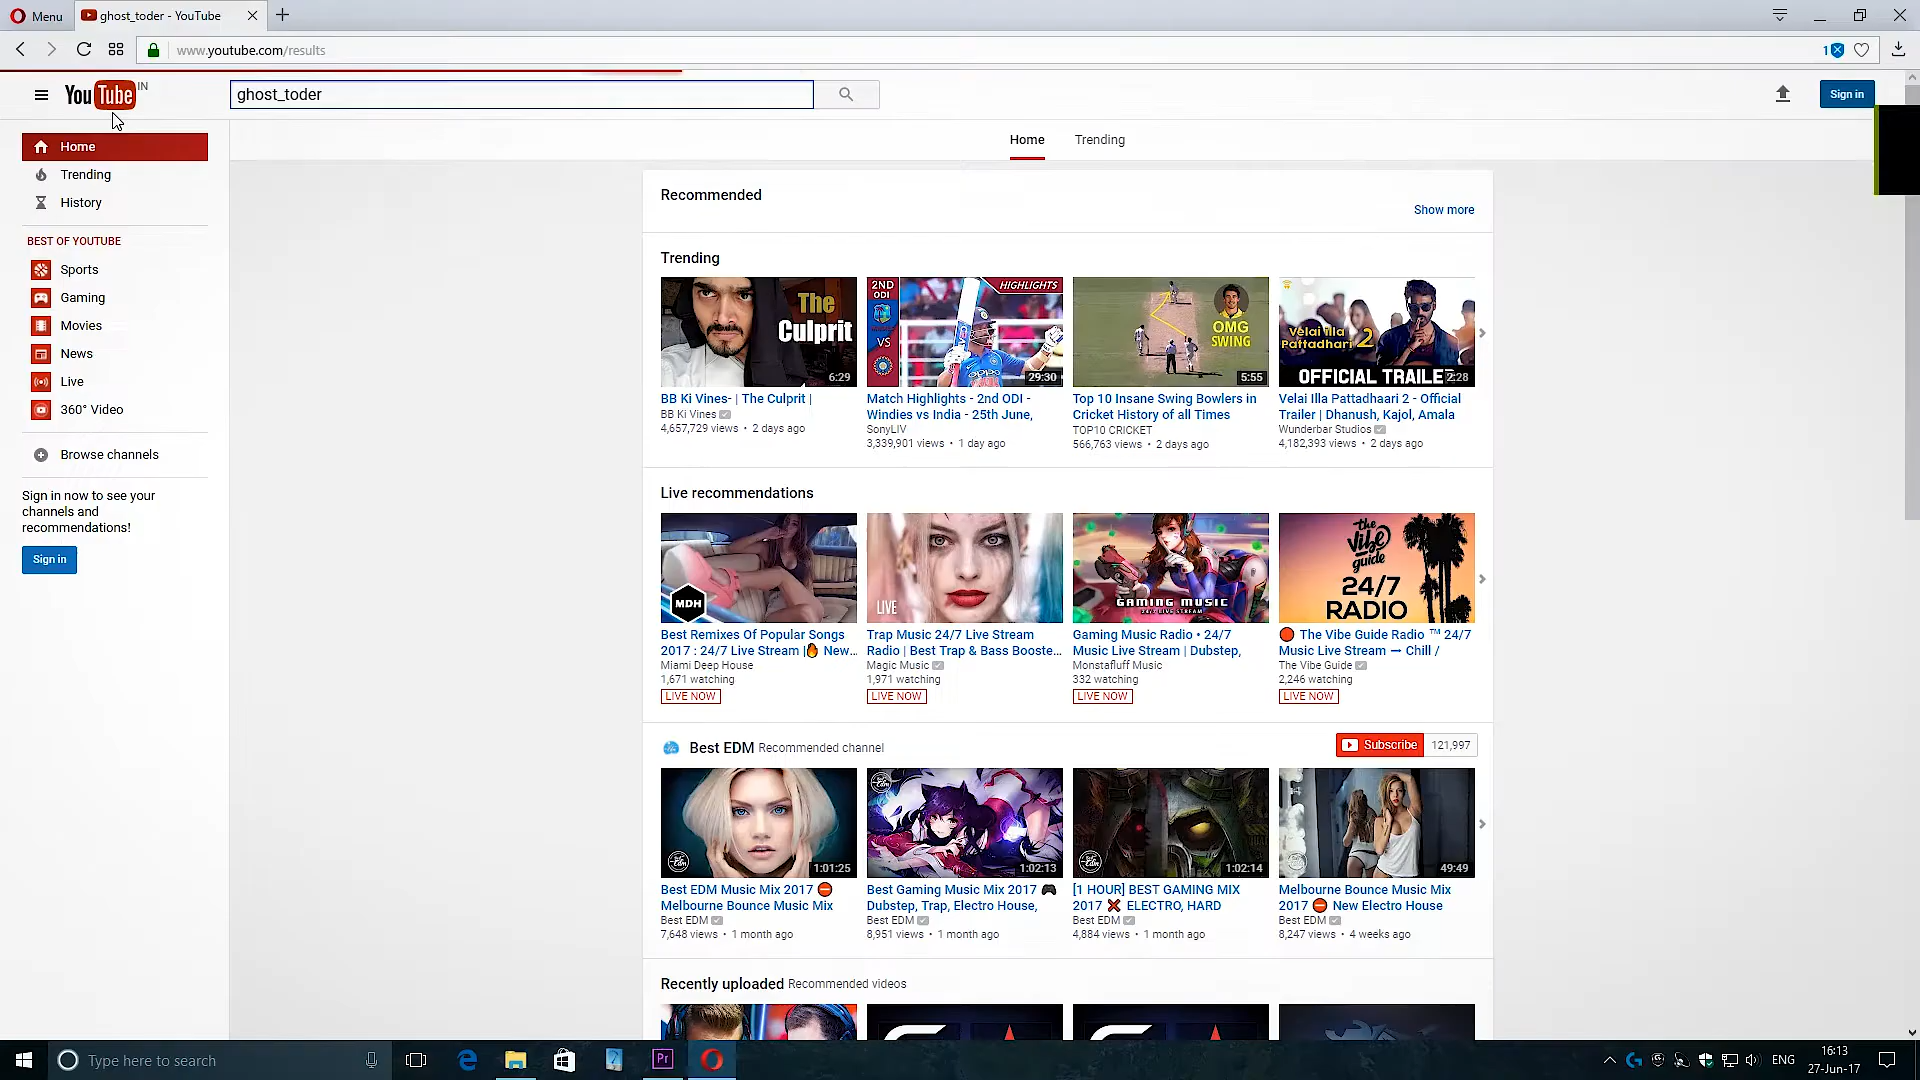 Menu
ghost_toder - YouTube
www.youtube.com/results
1
YouTube IN
ghost_toder
Sign in
Home
Trending
History
BEST OF YOUTUBE
Sports
Gaming
Movies
News
Live
360° Video
Browse channels
Sign in now to see your
channels and
recommendations!
Sign in
Home Trending
Recommended
Show more
Trending
The
Culprit
6:29
BB Ki Vines- | The Culprit |
BB Ki Vines
4,657,729 views • 2 days ago
2ND
ODI
VS
HIGHLIGHTS
oppo
29:30
Match Highlights - 2nd ODI -
Windies vs India - 25th June,
SonyLIV
3,339,901 views • 1 day ago
OMG
SWING
5:55
Top 10 Insane Swing Bowlers in
Cricket History of all Times
TOP10 CRICKET
566,763 views • 2 days ago
Velai illa
Pattadhari 2
OFFICIAL TRAILE
2:28
Velai Illa Pattadhaari 2 - Official
Trailer | Dhanush, Kajol, Amala
Wunderbar Studios
4,182,393 views • 2 days ago
Live recommendations
MDH
Best Remixes Of Popular Songs
2017 : 24/7 Live Stream |🔥 New...
Miami Deep House
1,671 watching
LIVE NOW
LIVE
Trap Music 24/7 Live Stream
Radio | Best Trap & Bass Booste...
Magic Music
1,971 watching
LIVE NOW
GAMING MUSIC
24/7 LIVE STREAM
Gaming Music Radio • 24/7
Music Live Stream | Dubstep,
Monstafluff Music
332 watching
LIVE NOW
the
vibe
guide
24/7
RADIO
🔴 The Vibe Guide Radio ™ 24/7
Music Live Stream — Chill /
The Vibe Guide
2,246 watching
LIVE NOW
Best EDM Recommended channel
Subscribe 121,997
1:01:25
Best EDM Music Mix 2017 ⛔
Melbourne Bounce Music Mix
Best EDM
7,648 views • 1 month ago
1:02:13
Best Gaming Music Mix 2017 🎮
Dubstep, Trap, Electro House,
Best EDM
8,951 views • 1 month ago
1:02:14
[1 HOUR] BEST GAMING MIX
2017 ❌ ELECTRO, HARD
Best EDM
4,884 views • 1 month ago
49:49
Melbourne Bounce Music Mix
2017 ⛔ New Electro House
Best EDM
8,247 views • 4 weeks ago
Recently uploaded Recommended videos
Type here to search
Pr
ENG
16:13
27-Jun-17